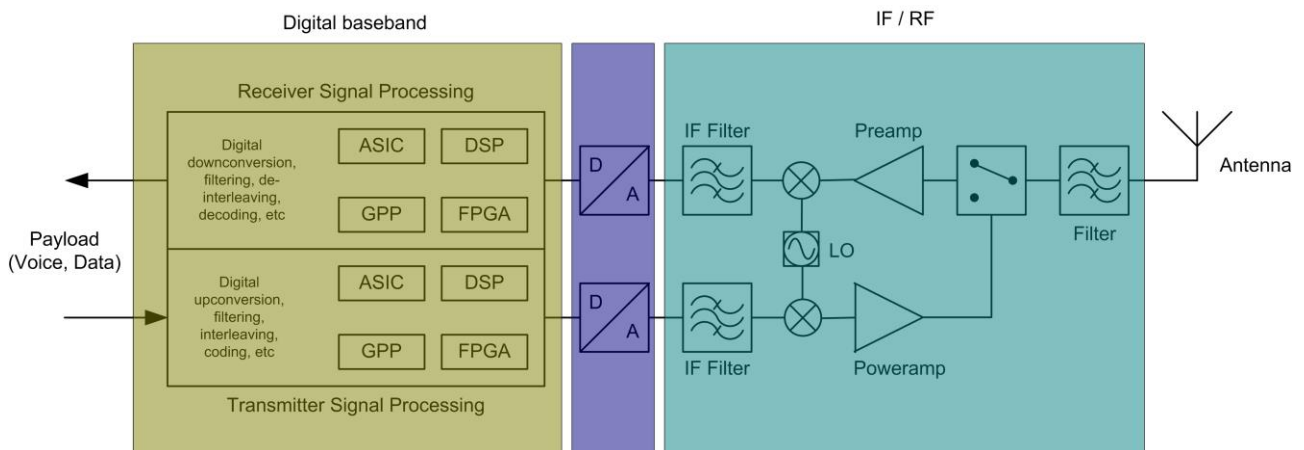 Digital baseband
IF / RF
Receiver Signal Processing
Digital
downconversion,
filtering, de-
interleaving,
decoding, etc
ASIC
DSP
GPP
FPGA
D
A
IF Filter
Preamp
Antenna
Filter
LO
Payload
(Voice, Data)
Digital
upconversion,
filtering,
interleaving,
coding, etc
ASIC
DSP
GPP
FPGA
D
A
IF Filter
Poweramp
Transmitter Signal Processing